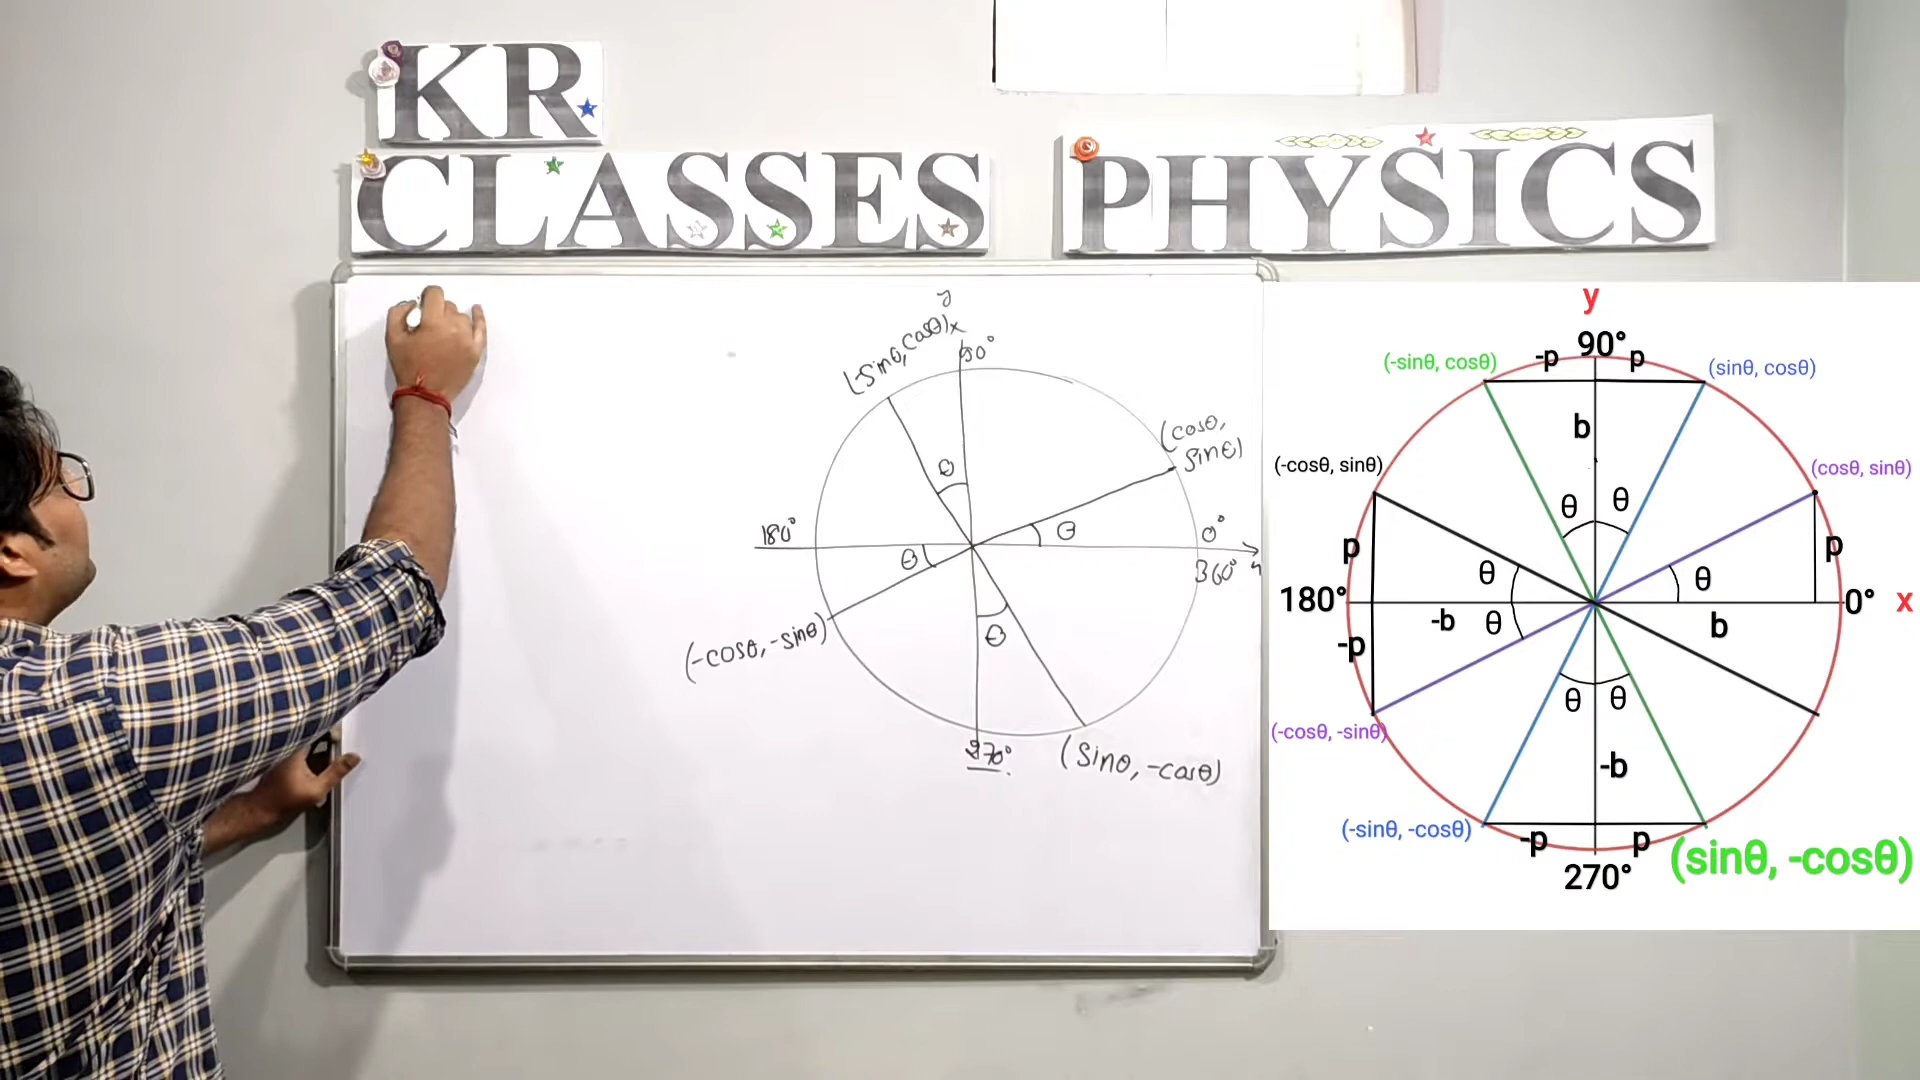 KR
CLASSES PHYSICS
y
(-sinθ, cosθ)
90°
(cosθ,
sinθ)
θ
θ
180°
θ
0°
360°
(-cosθ, -sinθ)
θ
270°
(sinθ, -cosθ)
y
90°
(-sinθ, cosθ)
-p
p
(sinθ, cosθ)
b
(-cosθ, sinθ)
(cosθ, sinθ)
θ
θ
p
p
θ
θ
180°
0°
x
-b
θ
b
-p
θ
θ
(-cosθ, -sinθ)
-b
(-sinθ, -cosθ)
-p
p
(sinθ, -cosθ)
270°